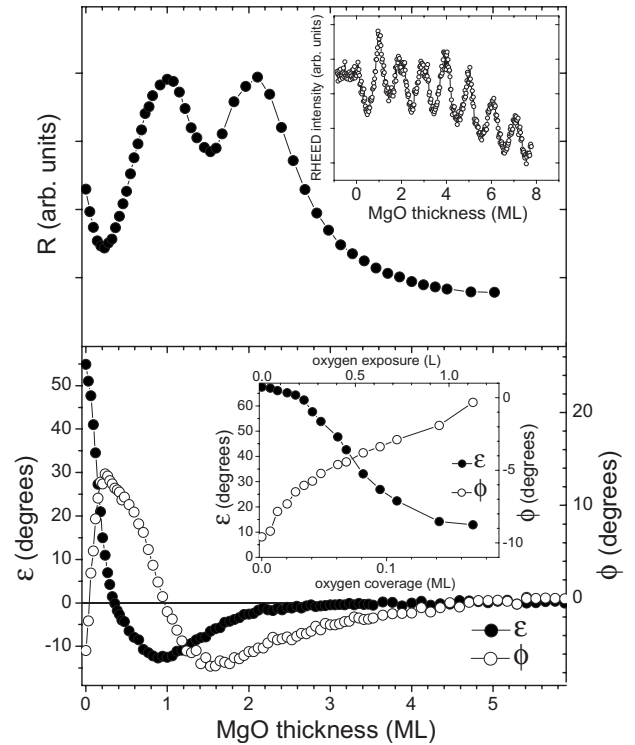 R (arb. units)
RHEED intensity (arb. units)
0 2 4 6 8
MgO thickness (ML)
oxygen exposure (L)
0.0 0.5 1.0
60
50
40
30
20
10
0
ε (degrees)
0
-5
-10
ϕ (degrees)
ε
ϕ
0.0 0.1
oxygen coverage (ML)
50
40
30
20
10
0
-10
ε (degrees)
20
10
0
ϕ (degrees)
ε
ϕ
0 1 2 3 4 5
MgO thickness (ML)